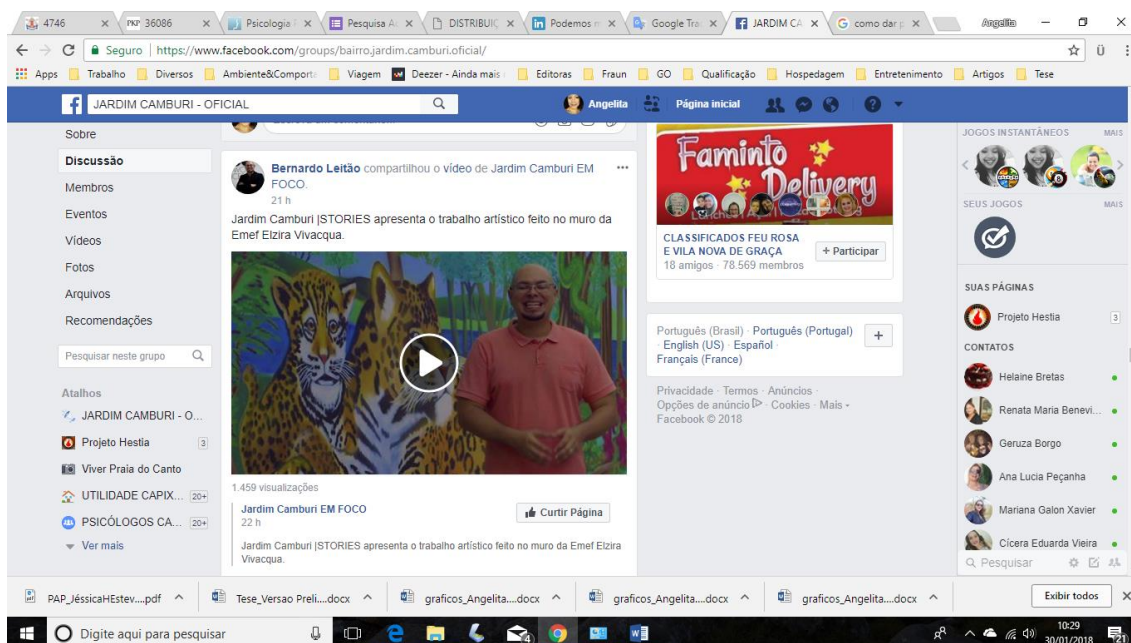 4746
PKP 36086
Psicologia
Pesquisa A
DISTRIBUIÇ
Podemos
Google Tra
JARDIM CA
como dar p
Angelita
Seguro | https://www.facebook.com/groups/bairro.jardim.camburi.oficial/
Apps Trabalho Diversos Ambiente&Comport Viagem Deezer - Ainda mais Editoras Fraun GO Qualificação Hospedagem Entretenimento Artigos Tese
JARDIM CAMBURI - OFICIAL
Angelita
Página inicial
Sobre
Discussão
Membros
Eventos
Vídeos
Fotos
Arquivos
Recomendações
Pesquisar neste grupo
Atalhos
JARDIM CAMBURI - O...
Projeto Hestia 3
Viver Praia do Canto
UTILIDADE CAPIX... 20+
PSICÓLOGOS CA... 20+
Ver mais
Bernardo Leitão compartilhou o vídeo de Jardim Camburi EM
FOCO.
21 h
Jardim Camburi |STORIES apresenta o trabalho artístico feito no muro da
Emef Elzira Vivacqua.
1.459 visualizações
Jardim Camburi EM FOCO
22 h
Curtir Página
Jardim Camburi |STORIES apresenta o trabalho artístico feito no muro da Emef Elzira
Vivacqua.
Faminto
Delivery
CLASSIFICADOS FEU ROSA
E VILA NOVA DE GRAÇA
18 amigos · 78.569 membros
+ Participar
Português (Brasil) · Português (Portugal)
· English (US) · Español ·
Français (France)
+
Privacidade · Termos · Anúncios ·
Opções de anúncio · Cookies · Mais
Facebook © 2018
JOGOS INSTANTÂNEOS MAIS
SEUS JOGOS MAIS
SUAS PÁGINAS
Projeto Hestia 3
CONTATOS
Helaine Bretas
Renata Maria Benevi...
Geruza Borgo
Ana Lucia Peçanha
Mariana Galon Xavier
Cícera Eduarda Vieira
Pesquisar
PAP_JéssicaHEstev....pdf
Tese_Versao Preli....docx
graficos_Angelita....docx
graficos_Angelita....docx
graficos_Angelita....docx
Exibir todos
Digite aqui para pesquisar
10:29
30/01/2018
21